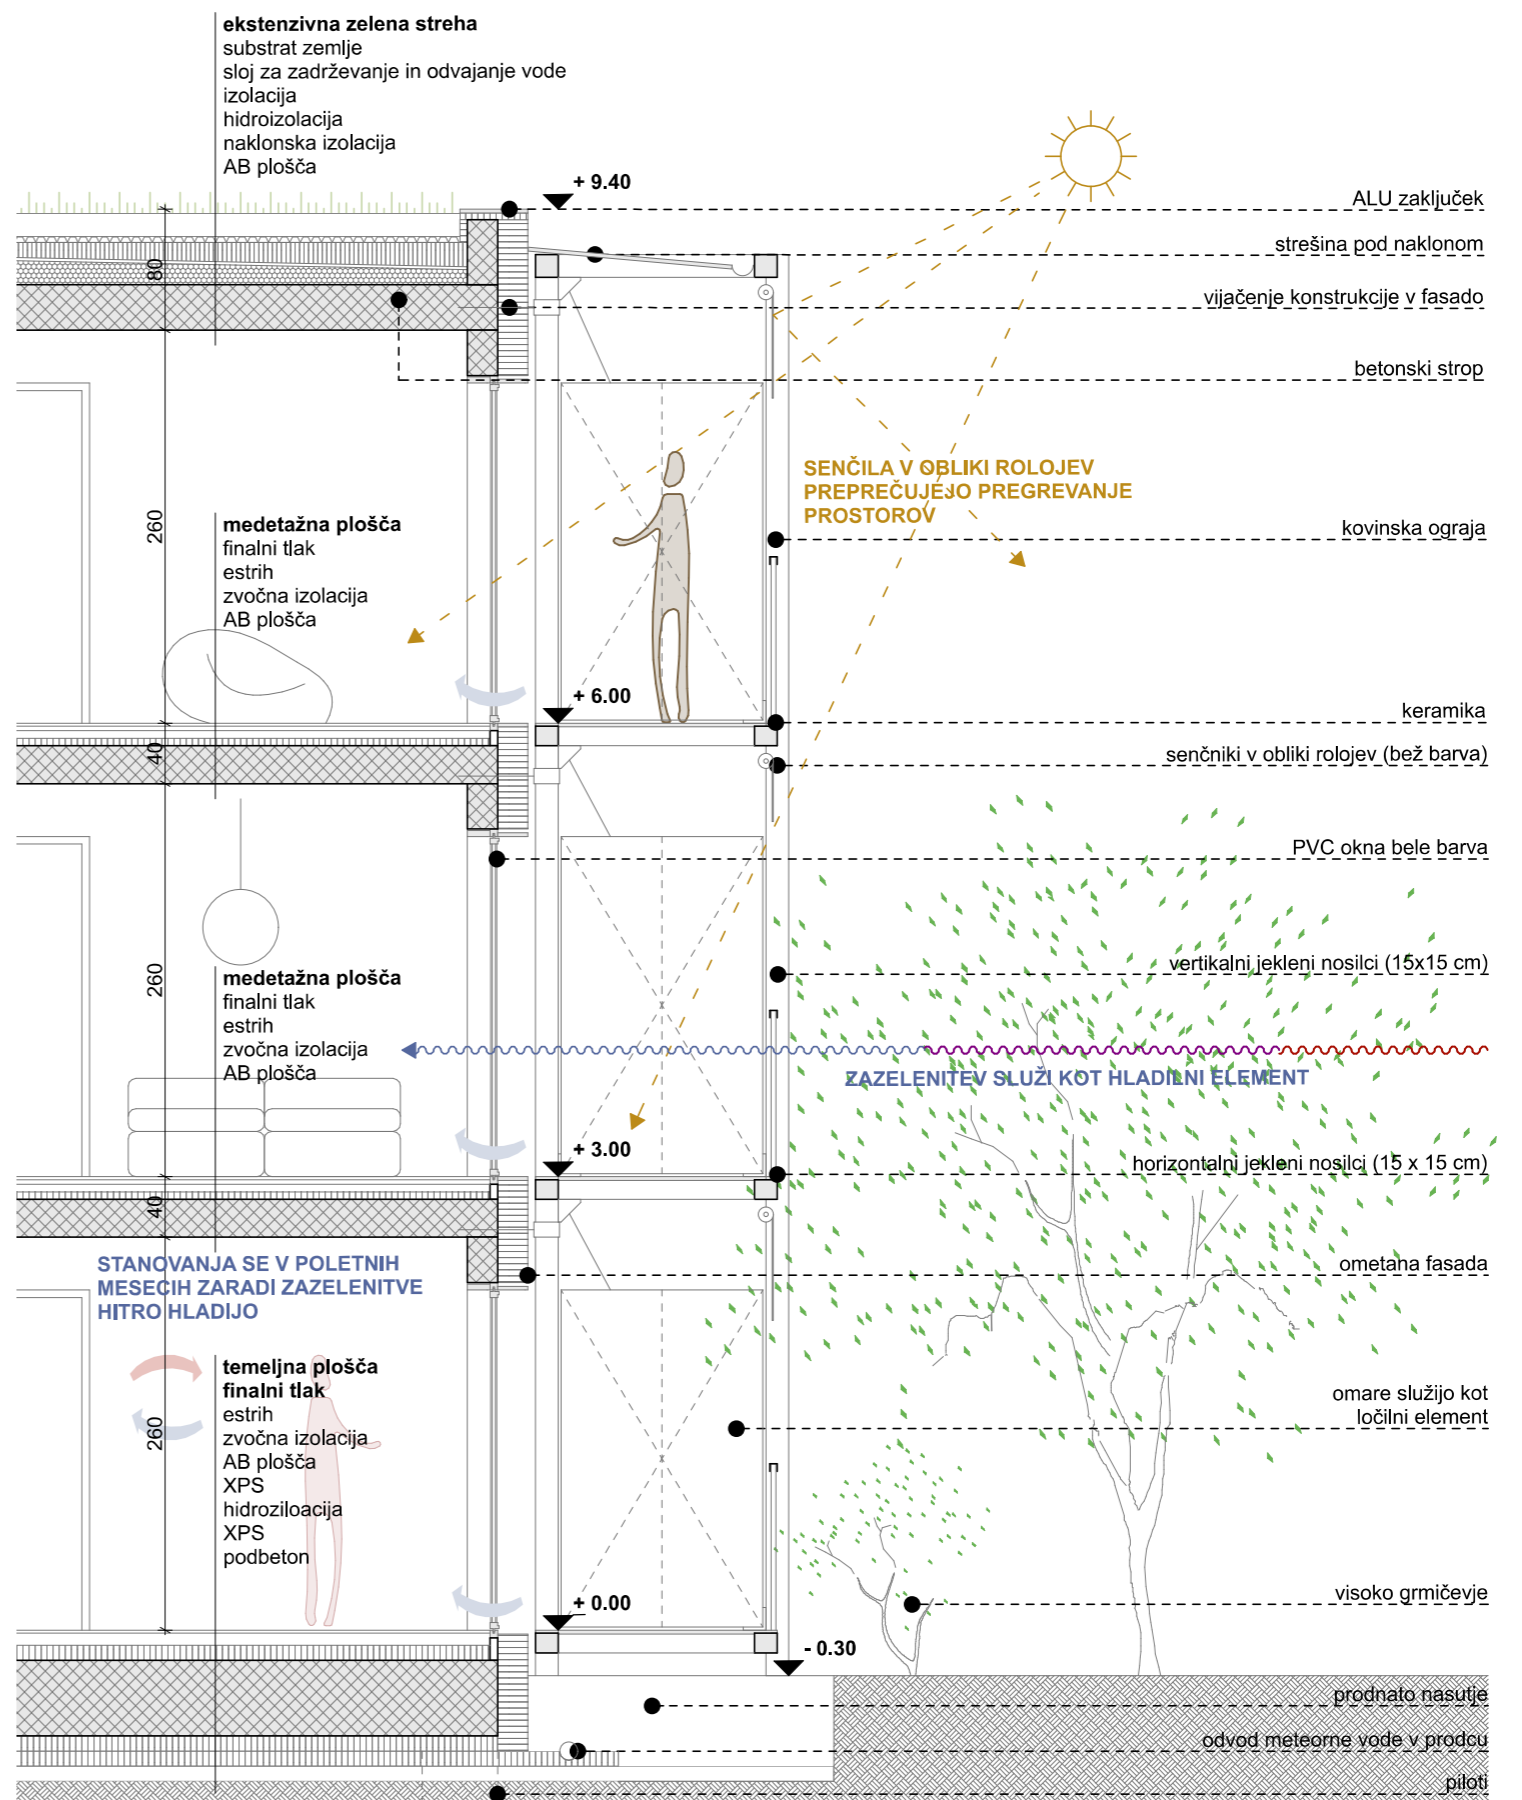 ekstenzivna zelena streha
substrat zemlje
sloj za zadrževanje in odvajanje vode
izolacija
hidroizolacija
naklonska izolacija
AB plošča
+ 9.40
ALU zaključek
strešina pod naklonom
80
vijačenje konstrukcije v fasado
betonski strop
SENČILA V OBLIKI ROLOJEV
PREPREČUJEJO PREGREVANJE
PROSTOROV
260
medetažna plošča
finalni tlak
estrih
zvočna izolacija
AB plošča
kovinska ograja
+ 6.00
keramika
40
senčniki v obliki rolojev (bež barva)
PVC okna bele barva
260
medetažna plošča
finalni tlak
estrih
zvočna izolacija
AB plošča
vertikalni jekleni nosilci (15x15 cm)
ZAZELENITEV SLUŽI KOT HLADILNI ELEMENT
+ 3.00
horizontalni jekleni nosilci (15 x 15 cm)
40
STANOVANJA SE V POLETNIH
MESECIH ZARADI ZAZELENITVE
HITRO HLADIJO
ometana fasada
260
temeljna plošča
finalni tlak
estrih
zvočna izolacija
AB plošča
XPS
hidroziloacija
XPS
podbeton
omare služijo kot
ločilni element
visoko grmičevje
+ 0.00
- 0.30
prodnato nasutje
odvod meteorne vode v prodcu
piloti